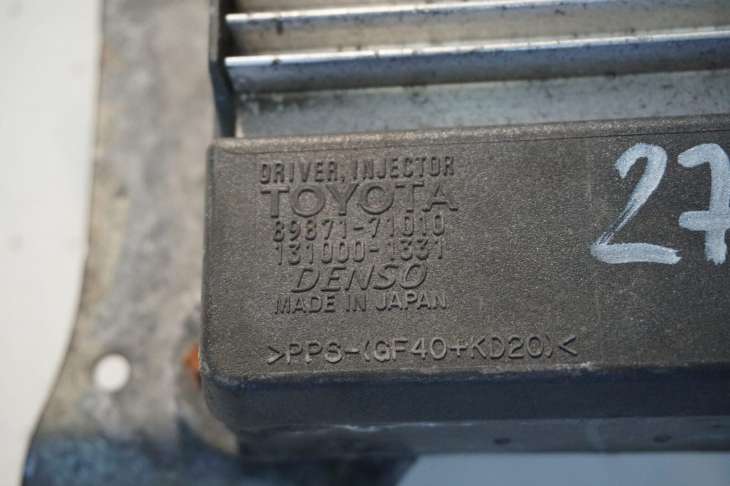 DRIVER, INJECTOR
TOYOTA
89871-71010
131000-1331
DENSO
MADE IN JAPAN
>PPS-(GF40+KD20)<
27